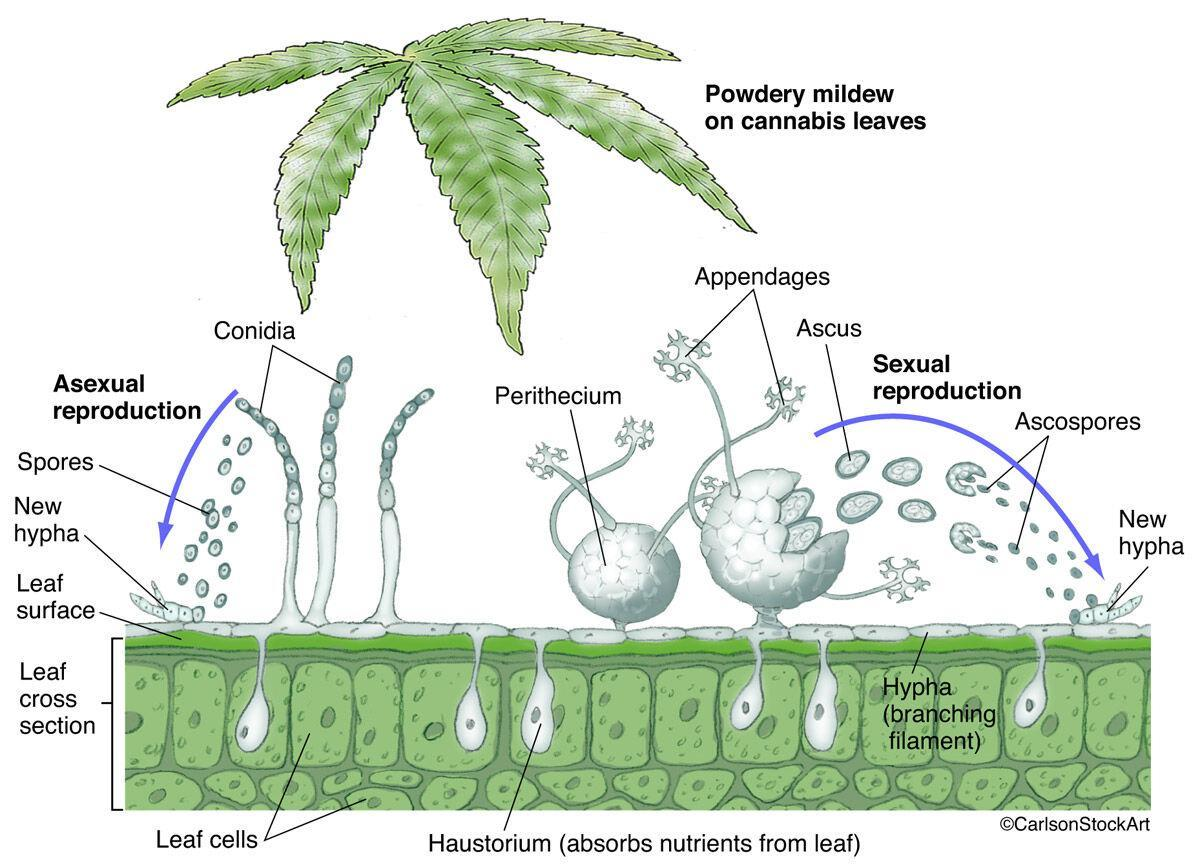 Powdery mildew
on cannabis leaves
Appendages
Conidia
Ascus
Sexual
reproduction
Asexual
reproduction
Perithecium
Ascospores
Spores
New
hypha
New
hypha
Leaf
surface
Leaf
cross
section
Hypha
(branching
filament)
©CarlsonStockArt
Leaf cells
Haustorium (absorbs nutrients from leaf)